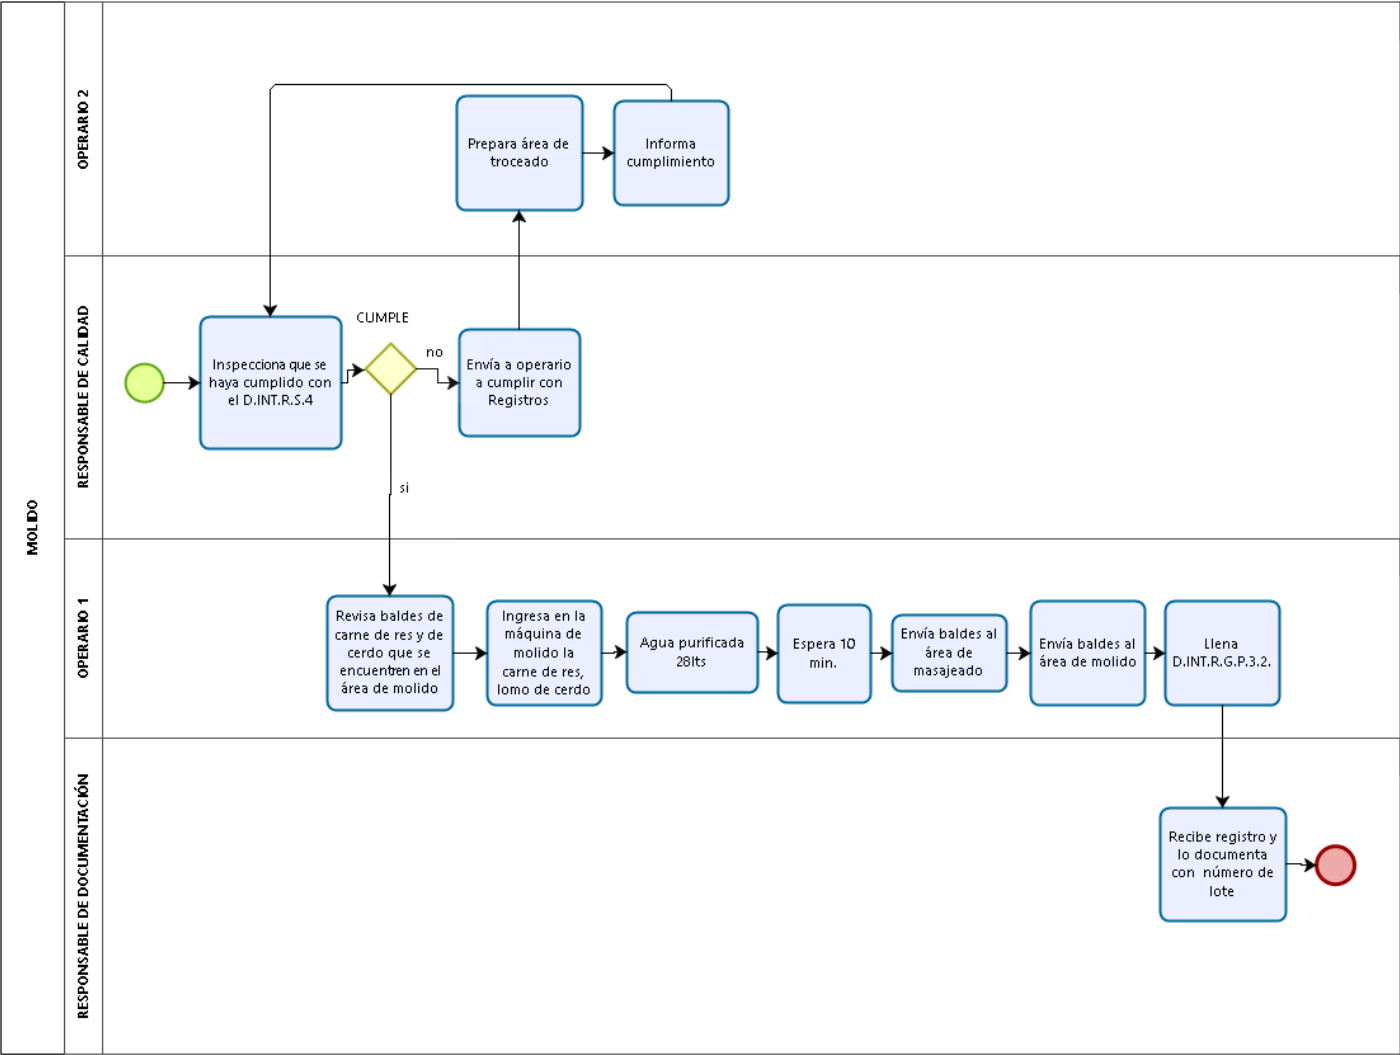 MOLIDO
OPERARIO 2
Prepara área de
troceado
Informa
cumplimiento
RESPONSABLE DE CALIDAD
Inspecciona que se
haya cumplido con
el D.INT.R.S.4
CUMPLE
no
si
Envía a operario
a cumplir con
Registros
OPERARIO 1
Revisa baldes de
carne de res y de
cerdo que se
encuentren en el
área de molido
Ingresa en la
máquina de
molido la
carne de res,
lomo de cerdo
Agua purificada
28lts
Espera 10
min.
Envía baldes al
área de
masajeado
Envía baldes al
área de molido
Llena
D.INT.R.G.P.3.2.
RESPONSABLE DE DOCUMENTACIÓN
Recibe registro y
lo documenta
con número de
lote